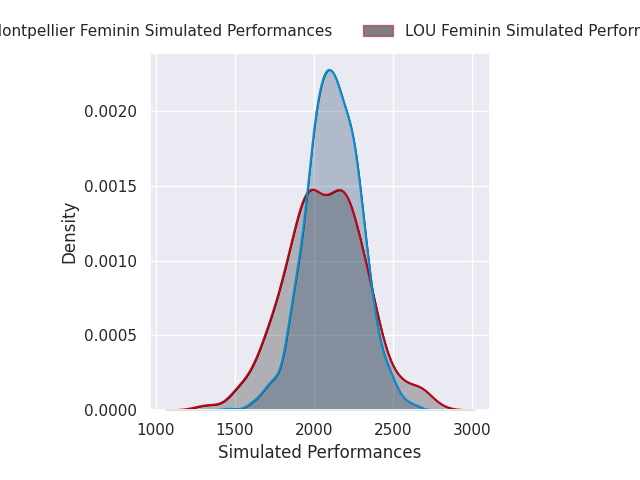 Montpellier Feminin Simulated Performances LOU Feminin Simulated Perfor
0.0020
0.0015
0.0010
0.0005
0.0000
Density
1000 1500 2000 2500 3000
Simulated Performances